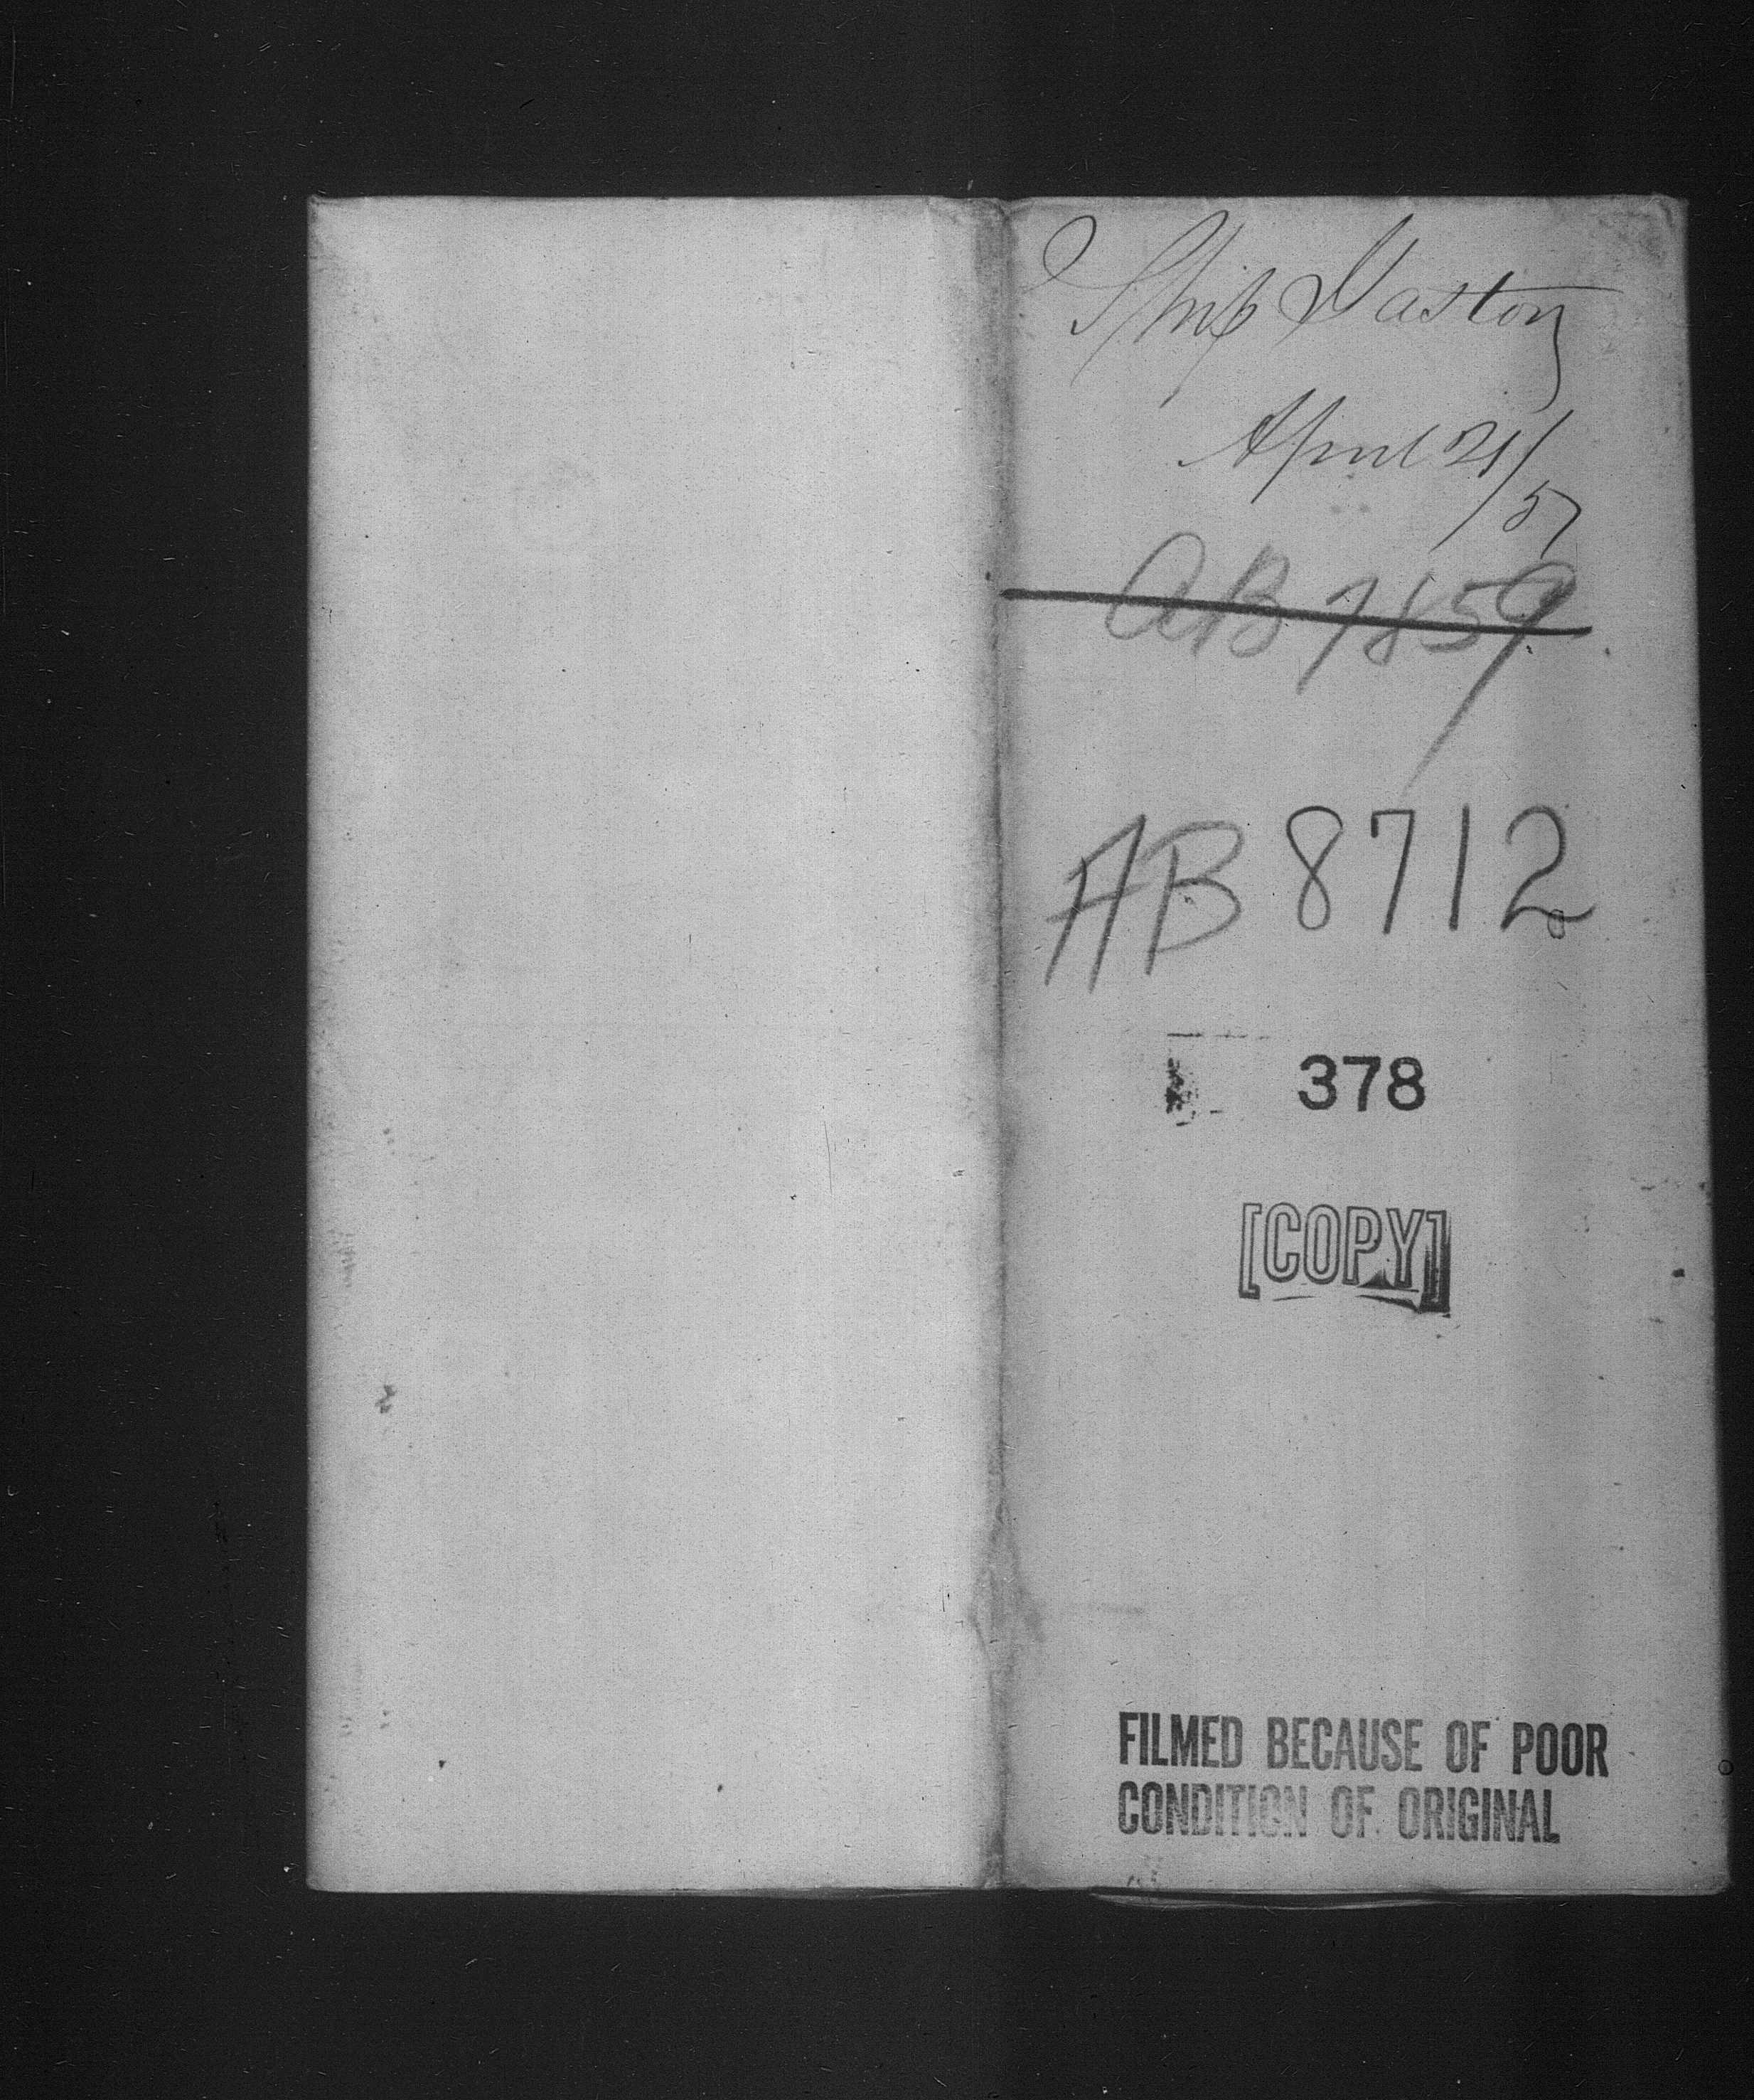 Ship Gaston
April 21/57
AB 7859
AB 8712
378
[COPY]
FILMED BECAUSE OF POOR
CONDITION OF ORIGINAL